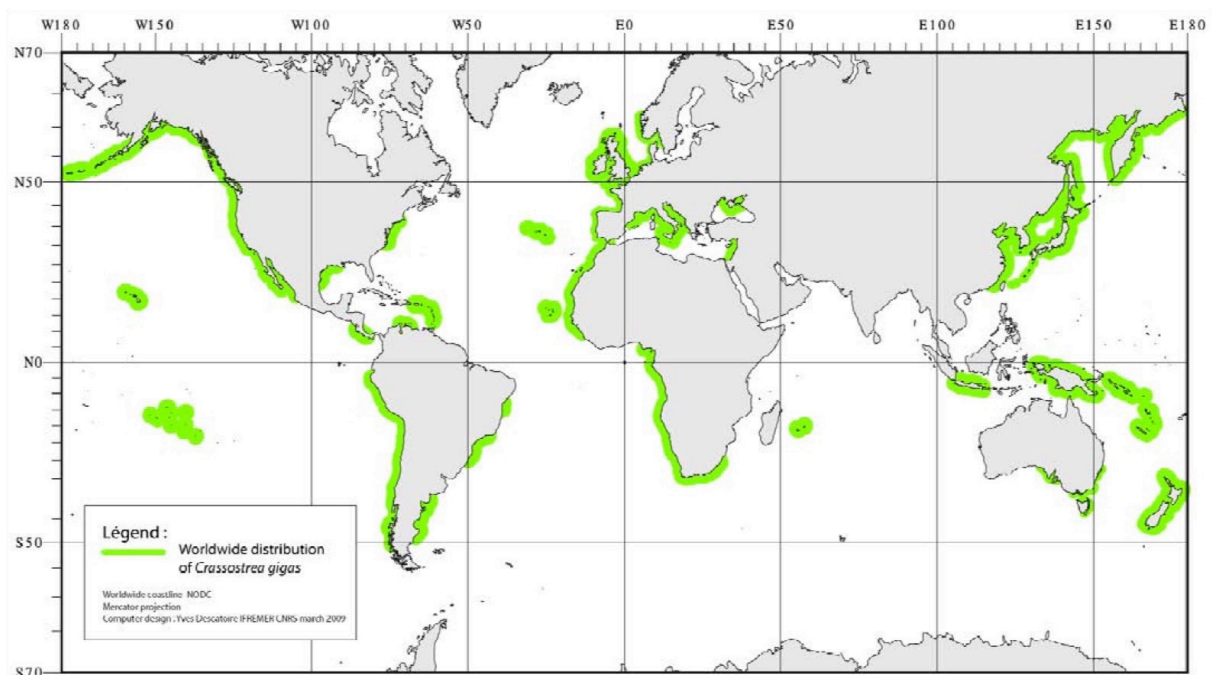 W180 W150 W100 W50 E0 E50 E100 E150 E180
N70
N50
N0
S50
S70
Légend :
Worldwide distribution
of Crassostrea gigas
Worldwide coastline NODC
Mercator projection
Computer design : Yves Descatoire IFREMER CNRS march 2009